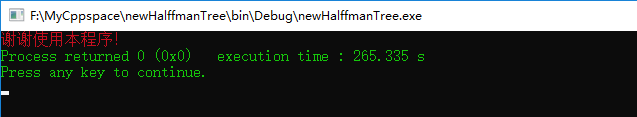 F:\MyCppspace\newHalffmanTree\bin\Debug\newHalffmanTree.exe
谢谢使用本程序!
Process returned 0 (0x0)   execution time : 265.335 s
Press any key to continue.